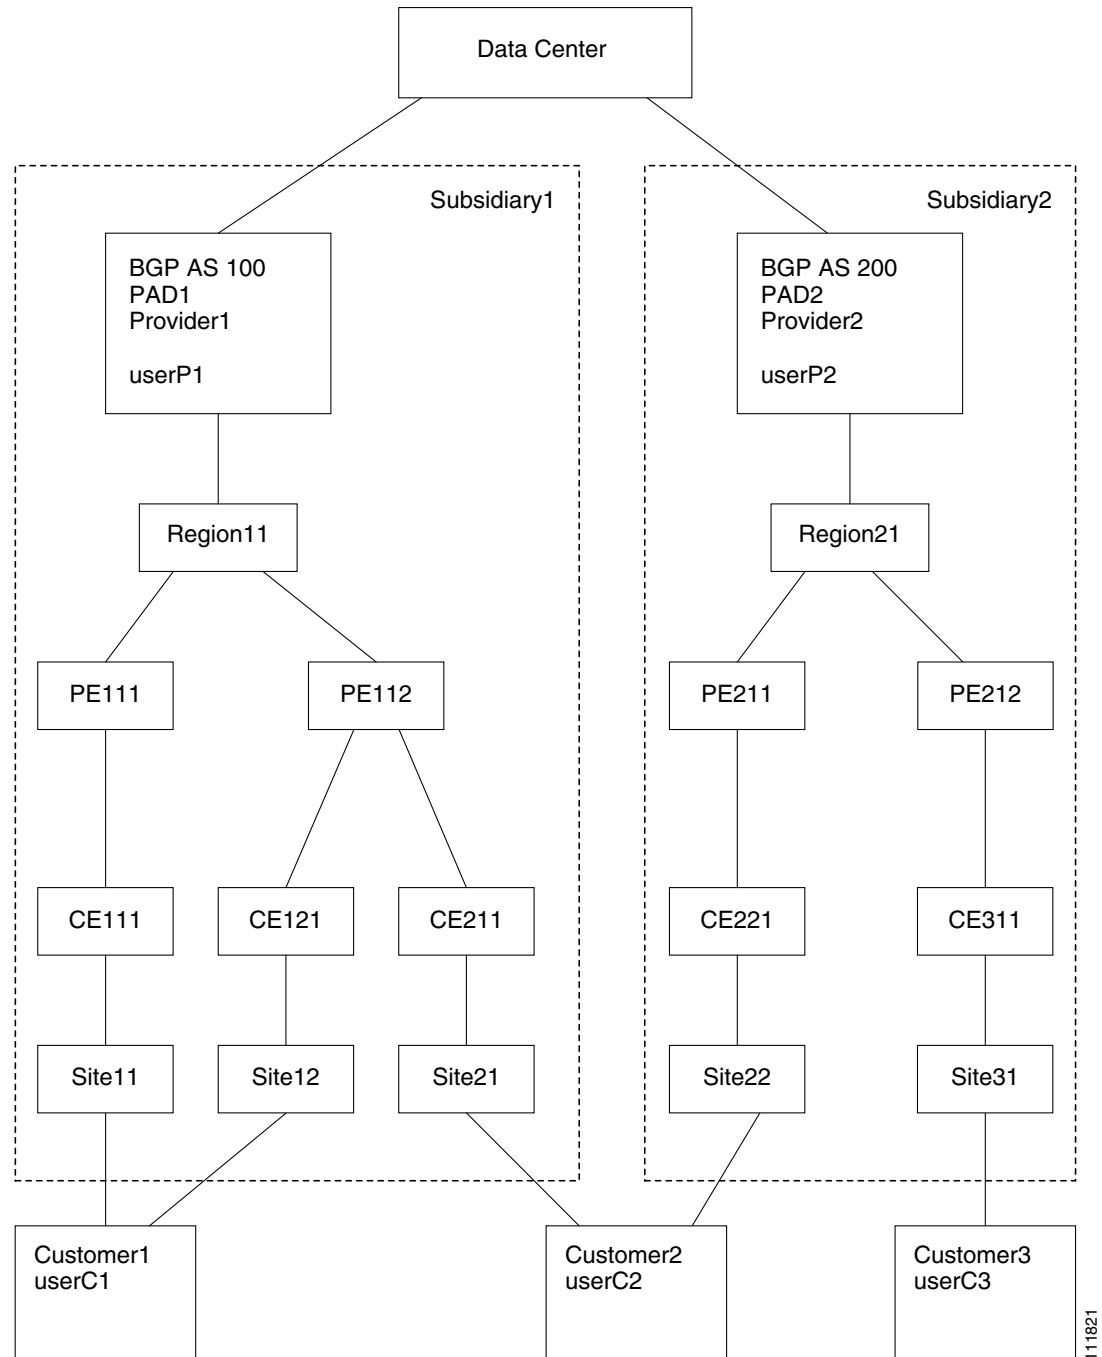 Data Center
Subsidiary1
Subsidiary2
BGP AS 100
PAD1
Provider1
userP1
BGP AS 200
PAD2
Provider2
userP2
Region11
Region21
PE111
PE112
PE211
PE212
CE111
CE121
CE211
CE221
CE311
Site11
Site12
Site21
Site22
Site31
Customer1
userC1
Customer2
userC2
Customer3
userC3
111821